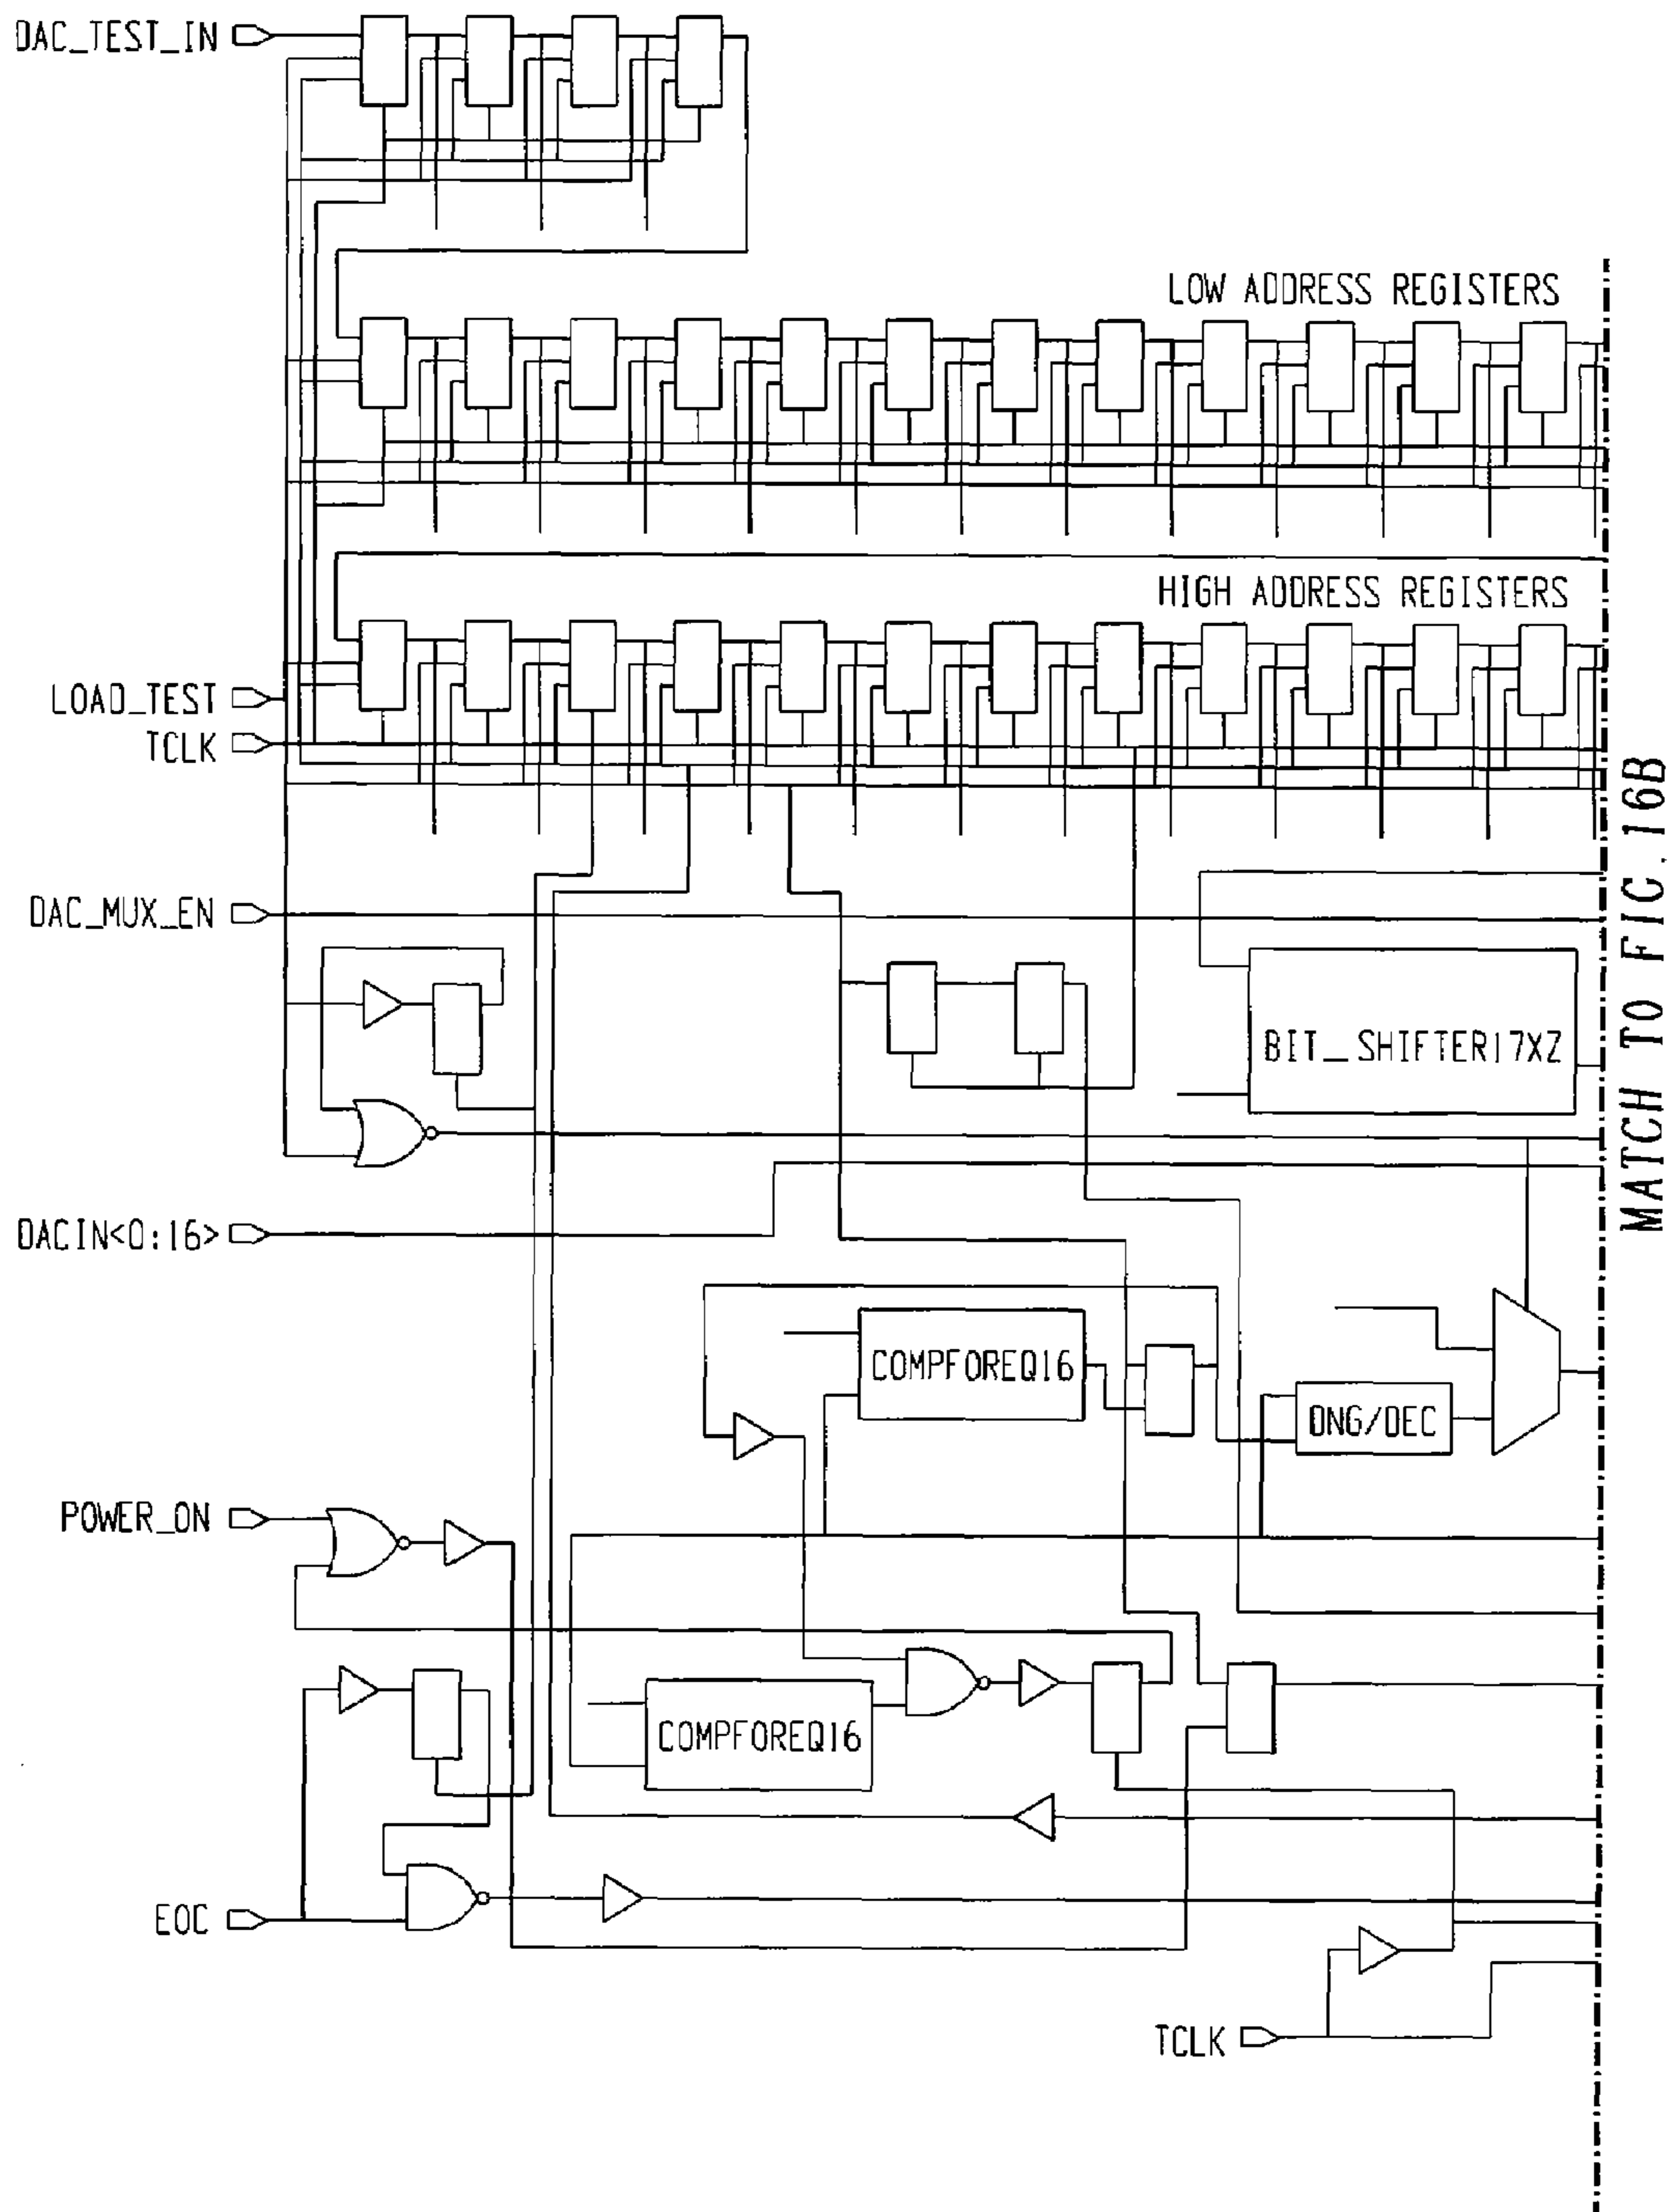 DAC_TEST_IN
LOW ADDRESS REGISTERS
HIGH ADDRESS REGISTERS
LOAD_TEST
TCLK
DAC_MUX_EN
BIT_SHIFTER17XZ
MATCH TO FIG. 16B
DACIN<0:16>
COMPFOREQ16
DNG/DEC
POWER_ON
COMPFOREQ16
EOC
TCLK